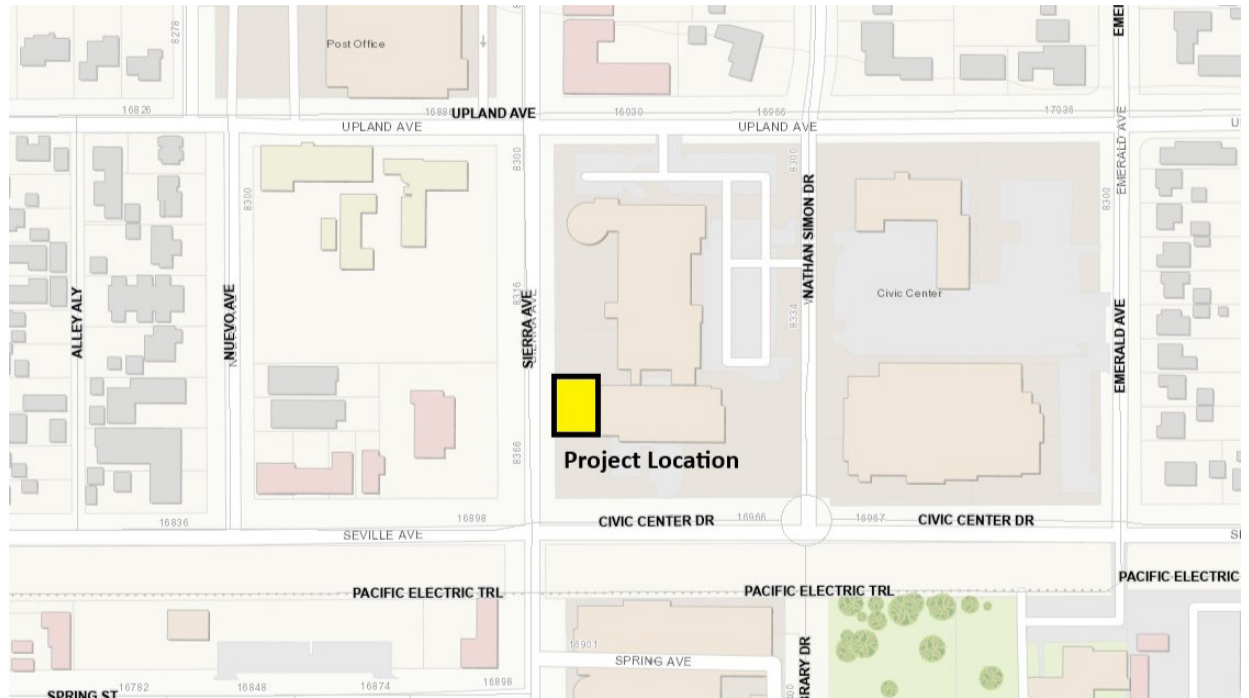 8278
Post Office
EMERALD AVE
16826
1688
UPLAND AVE
16930
16966
17036
UPLAND AVE
UPLAND AVE
8300
8300
8300
8300
ALLEY ALY
NUEVO AVE
SIERRA AVE
8316
NATHAN SIMON DR
8334
Civic Center
EMERALD AVE
8366
Project Location
16836
16898
SEVILLE AVE
CIVIC CENTER DR
16966
16967
CIVIC CENTER DR
PACIFIC ELECTRIC TRL
PACIFIC ELECTRIC TRL
PACIFIC ELECTRIC
16901
SPRING AVE
SPRING ST
16782
16848
16874
16898